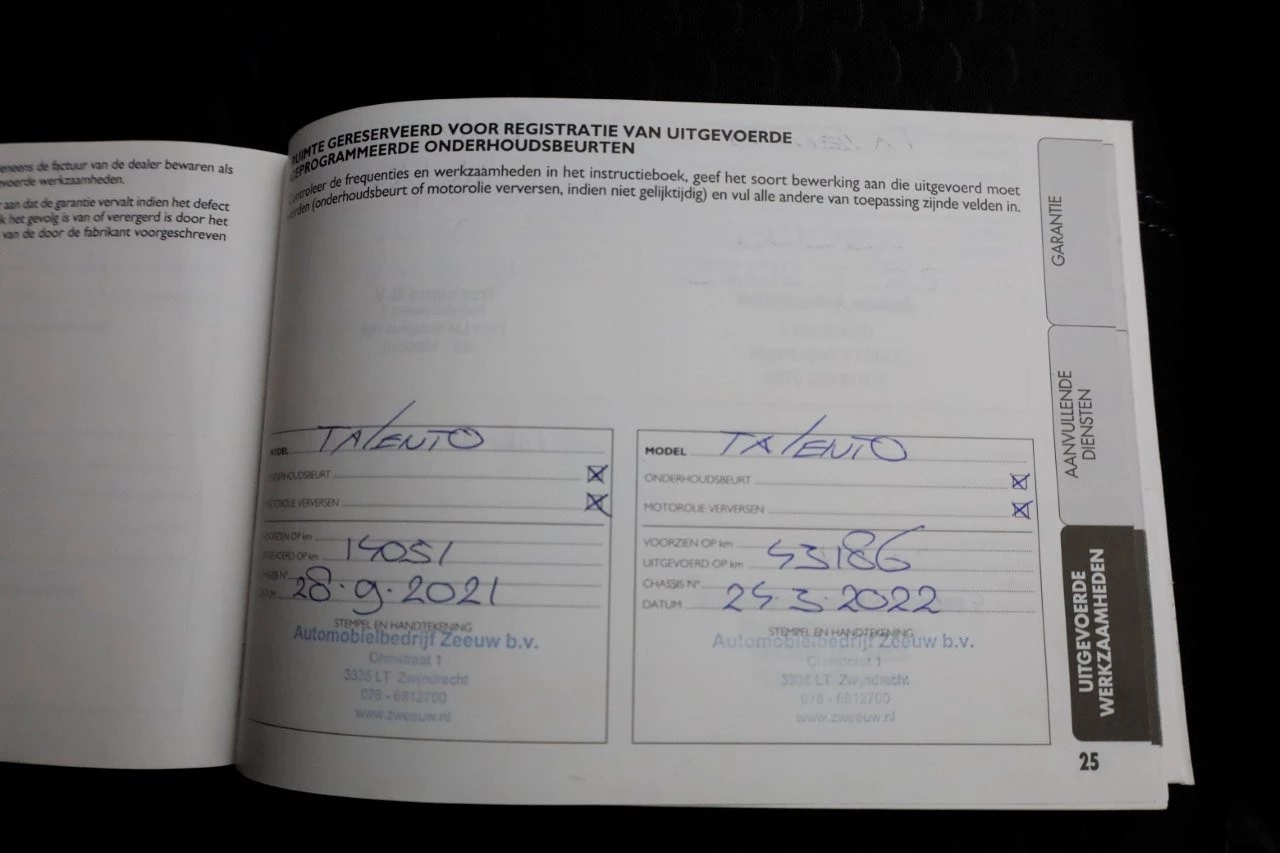 eneens de factuur van de dealer bewaren als
voerde werkzaamheden.
aan dat de garantie vervalt indien het defect
k het gevolg is van of verergerd is door het
van de door de fabrikant voorgeschreven
RUIMTE GERESERVEERD VOOR REGISTRATIE VAN UITGEVOERDE
GEPROGRAMMEERDE ONDERHOUDSBEURTEN
Controleer de frequenties en werkzaamheden in het instructieboek, geef het soort bewerking aan die uitgevoerd moet
worden (onderhoudsbeurt of motorolie verversen, indien niet gelijktijdig) en vul alle andere van toepassing zijnde velden in.
MODEL TALENTO
ONDERHOUDSBEURT
MOTOROLIE VERVERSEN
VOORZIEN OP km
UITGEVOERD OP km 14051
CHASSIS N°
DATUM 28·9·2021
STEMPEL EN HANDTEKENING
Automobielbedrijf Zeeuw b.v.
Ohmstraat 1
3335 LT Zwijndrecht
078 - 6812700
www.zweeuw.nl
MODEL TALENTO
ONDERHOUDSBEURT
MOTOROLIE VERVERSEN
VOORZIEN OP km
UITGEVOERD OP km 43186
CHASSIS N°
DATUM 24·3·2022
STEMPEL EN HANDTEKENING
Automobielbedrijf Zeeuw b.v.
Ohmstraat 1
3335 LT Zwijndrecht
078 - 6812700
www.zweeuw.nl
GARANTIE
AANVULLENDE
DIENSTEN
UITGEVOERDE
WERKZAAMHEDEN
25